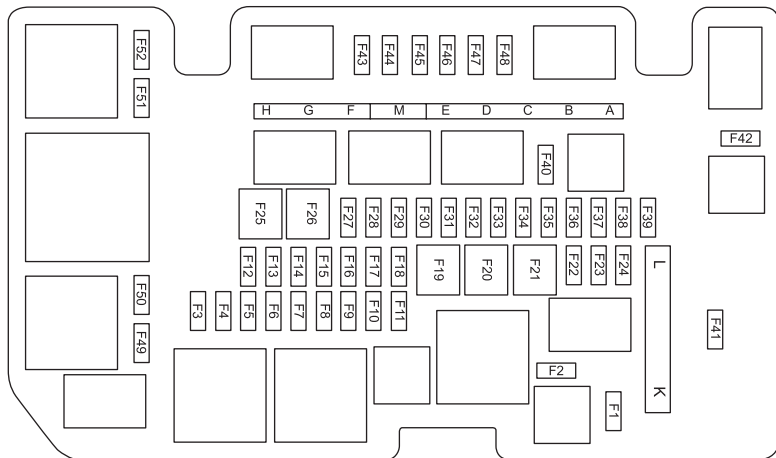 F52 F43 F44 F45 F46 F47 F48
F51
H G F M E D C B A
F42
F40
F25 F26 F27 F28 F29 F30 F31 F32 F33 F34 F35 F36 F37 F38 F39
F12 F13 F14 F15 F16 F17 F18 F19 F20 F21 F22 F23 F24 L
F50
F3 F4 F5 F6 F7 F8 F9 F10 F11
F49 F41
F2
K
F1